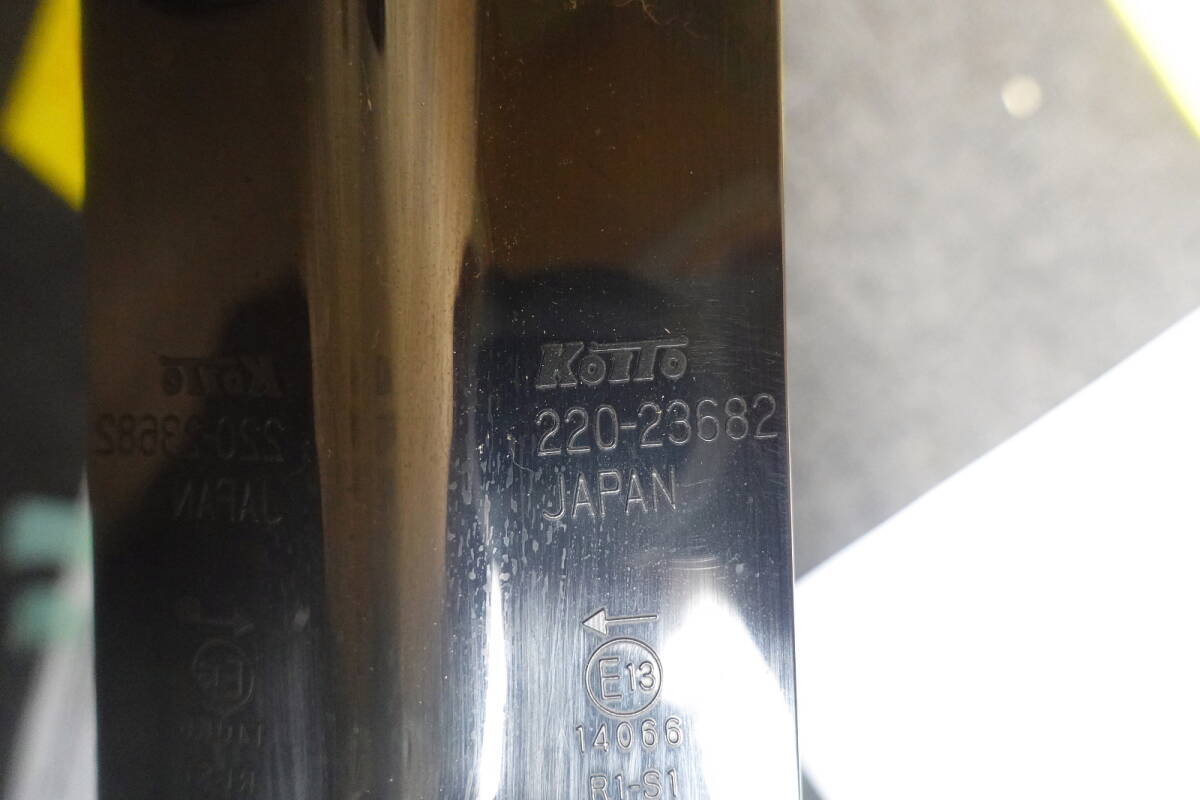 KOITO
220-23682
JAPAN
E13
14066
R1-S1